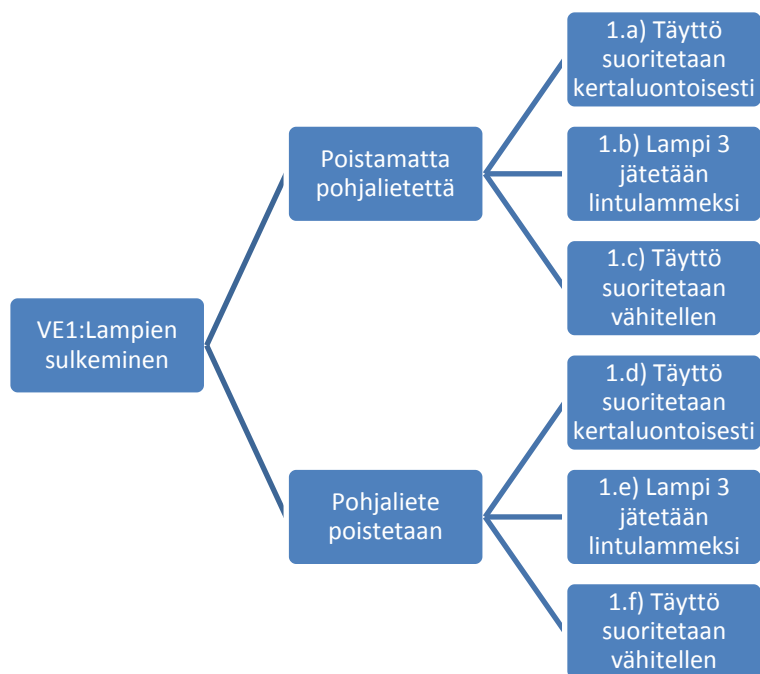 VE1:Lampien
sulkeminen
Poistamatta
pohjalietettä
1.a) Täyttö
suoritetaan
kertaluontoisesti
1.b) Lampi 3
jätetään
lintulammeksi
1.c) Täyttö
suoritetaan
vähitellen
Pohjaliete
poistetaan
1.d) Täyttö
suoritetaan
kertaluontoisesti
1.e) Lampi 3
jätetään
lintulammeksi
1.f) Täyttö
suoritetaan
vähitellen